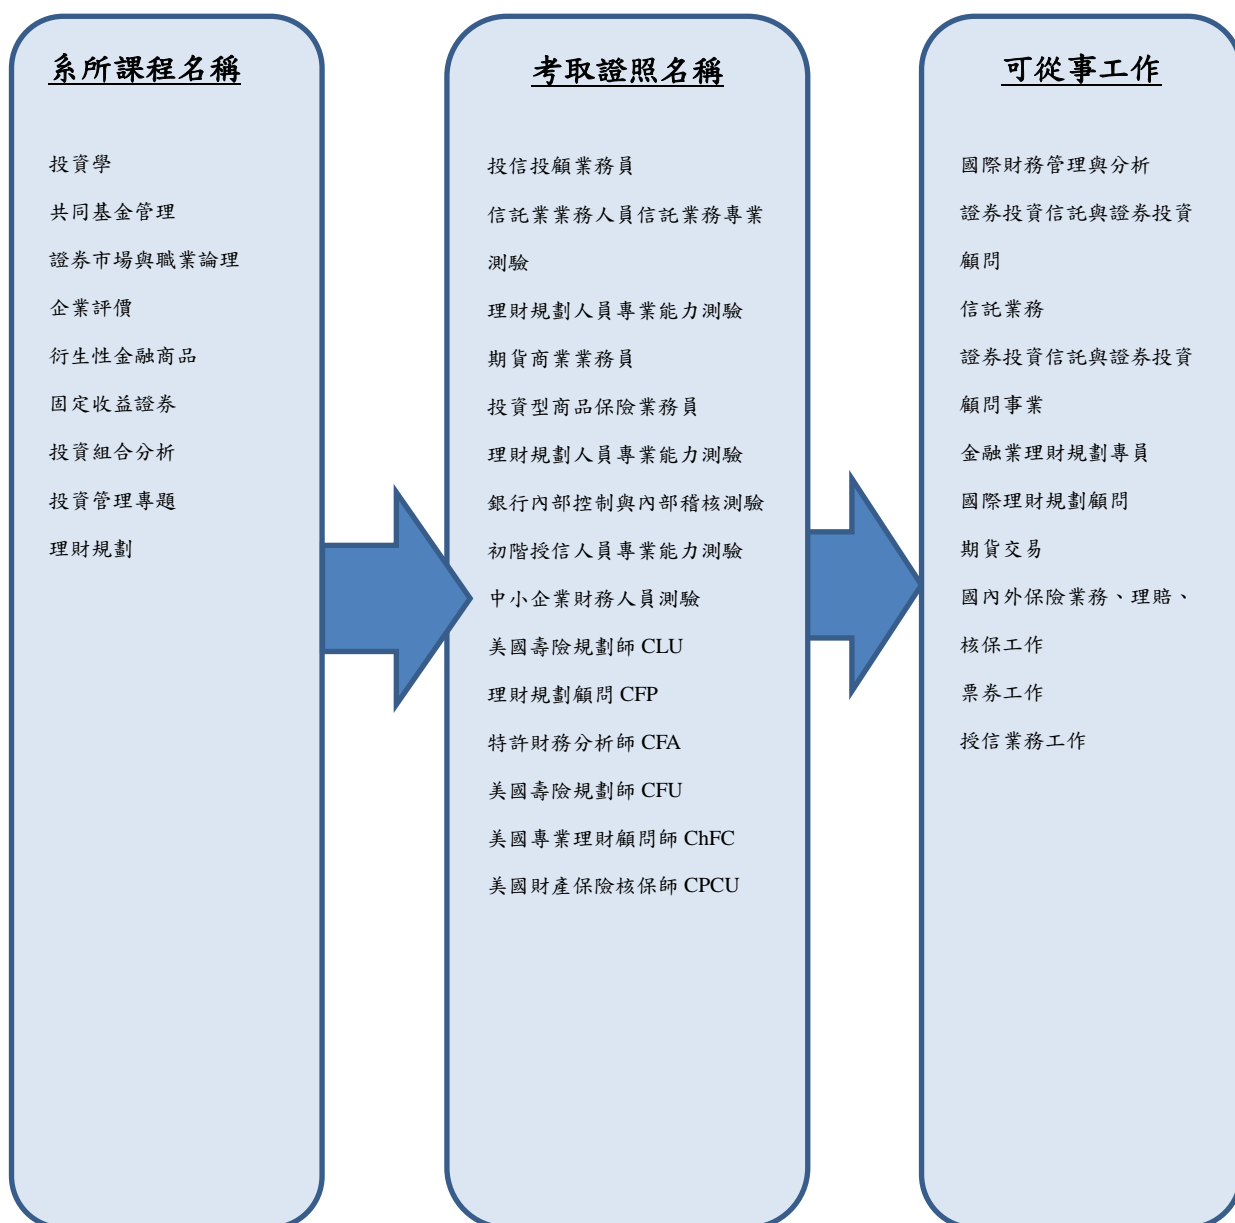 系所課程名稱
投資學
共同基金管理
證券市場與職業論理
企業評價
衍生性金融商品
固定收益證券
投資組合分析
投資管理專題
理財規劃
考取證照名稱
投信投顧業務員
信託業業務人員信託業務專業
測驗
理財規劃人員專業能力測驗
期貨商業業務員
投資型商品保險業務員
理財規劃人員專業能力測驗
銀行內部控制與內部稽核測驗
初階授信人員專業能力測驗
中小企業財務人員測驗
美國壽險規劃師 CLU
理財規劃顧問 CFP
特許財務分析師 CFA
美國壽險規劃師 CFU
美國專業理財顧問師 ChFC
美國財產保險核保師 CPCU
可從事工作
國際財務管理與分析
證券投資信託與證券投資
顧問
信託業務
證券投資信託與證券投資
顧問事業
金融業理財規劃專員
國際理財規劃顧問
期貨交易
國內外保險業務、理賠、
核保工作
票券工作
授信業務工作